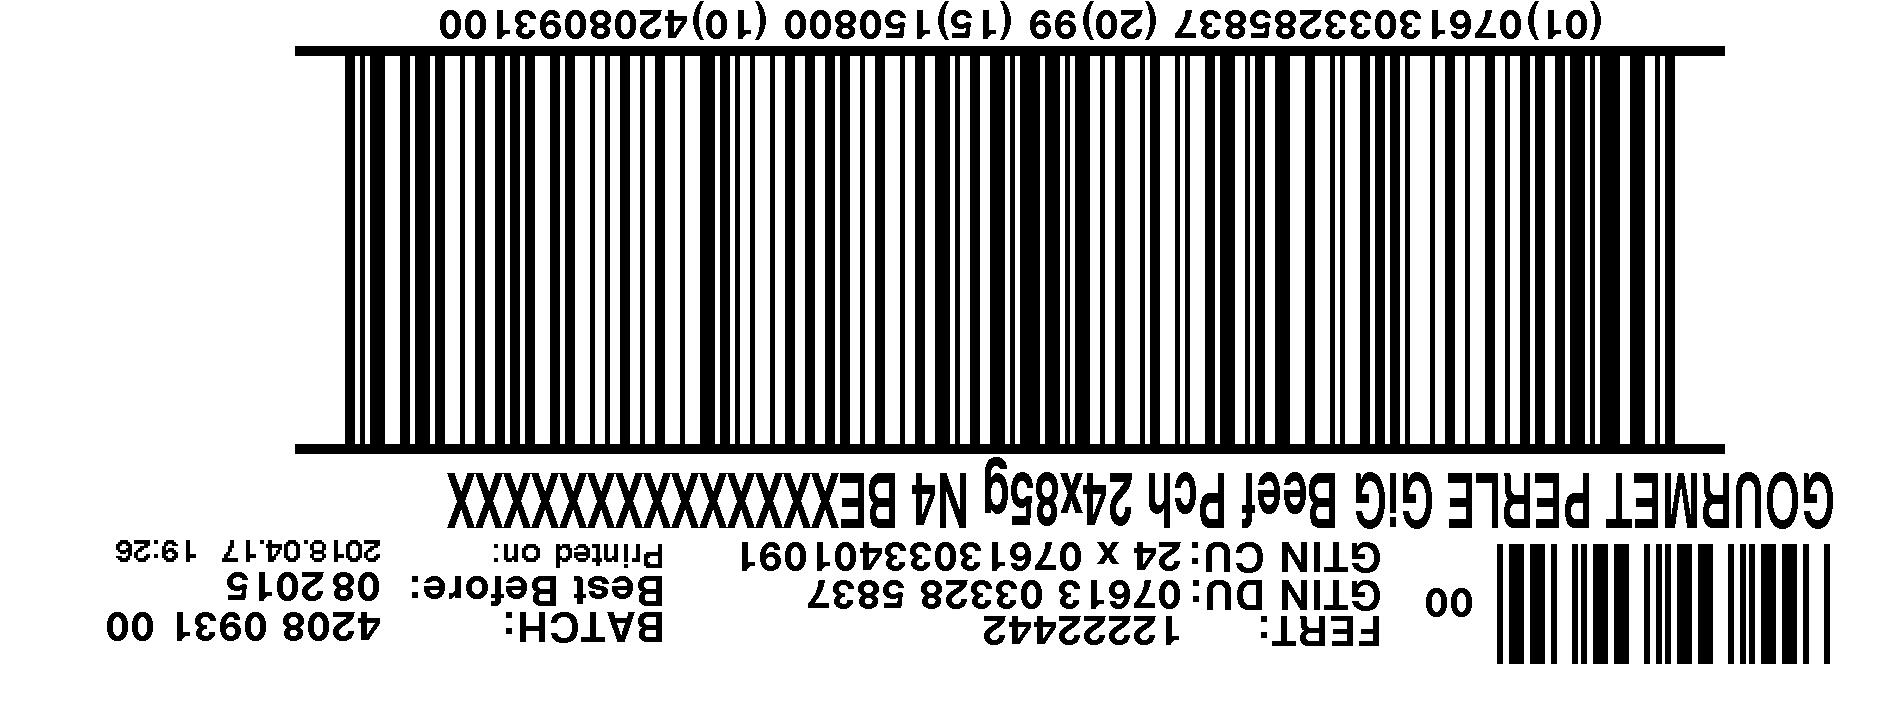 FERT: 12222442 BATCH: 4208 0931 00
00 GTIN DU: 07613 03328 5837 Best Before: 08 2015
GTIN CU: 24 x 07613033401091 Printed on: 2018.04.17 19:26
GOURMET PERLE GiG Beef Pch 24x85g N4 BEXXXXXXXXXXXXXX
(01)07613033285837 (20)99 (15)150800 (10)4208093100